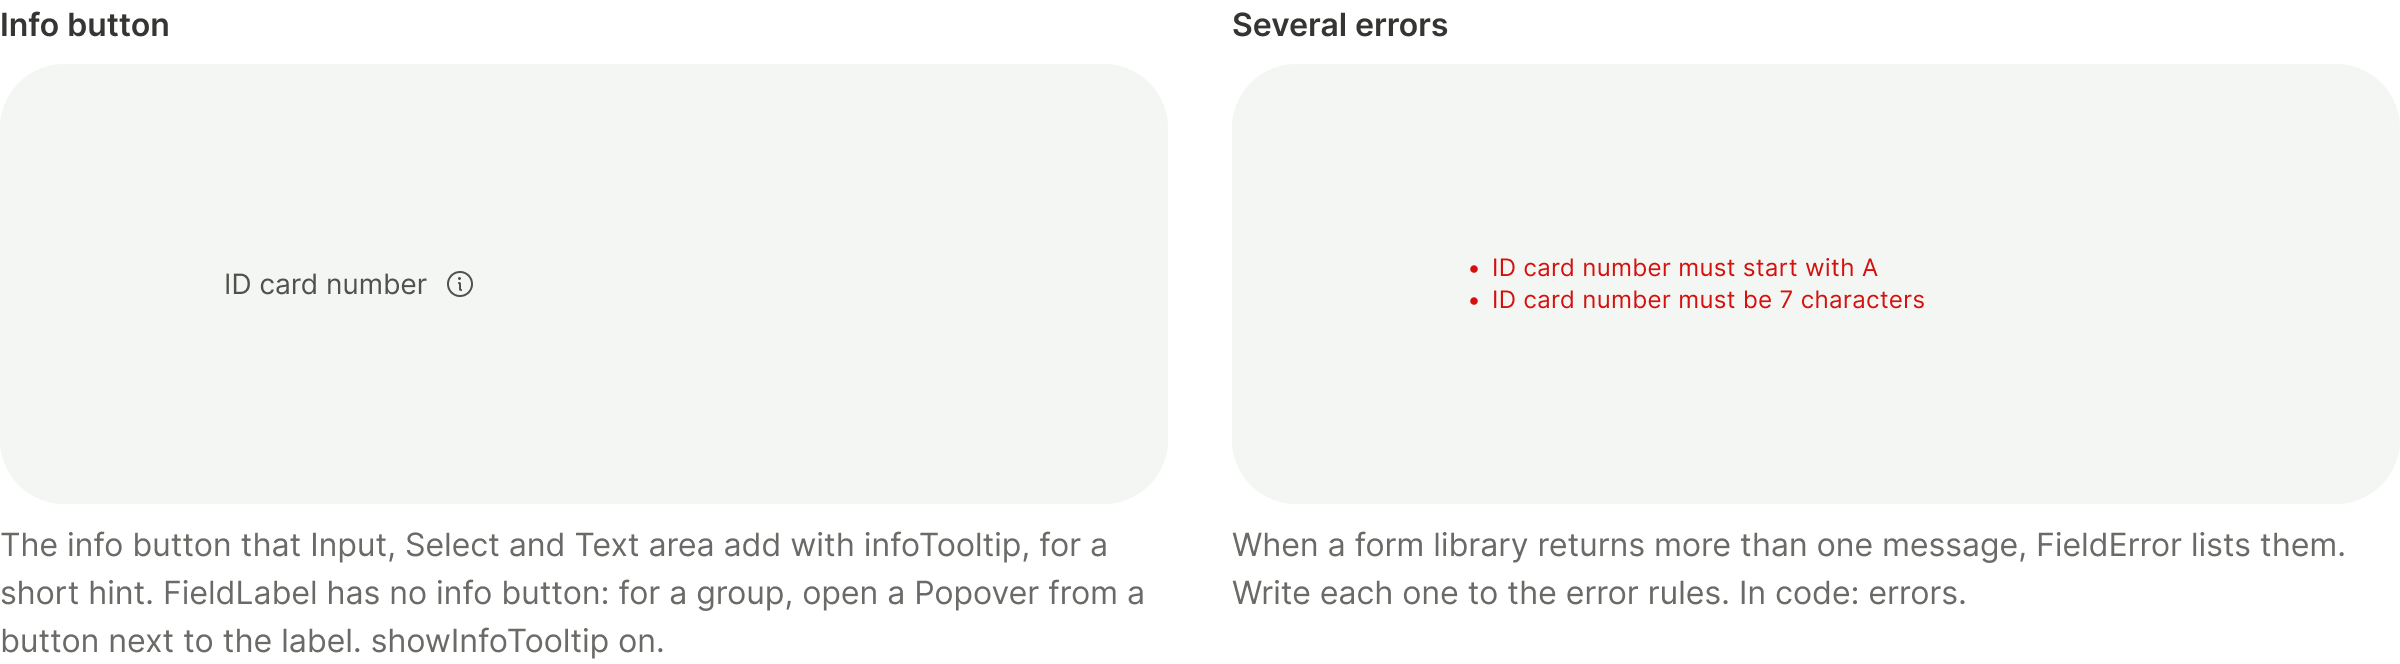 Info button
ID card number
The info button that Input, Select and Text area add with infoTooltip, for a
short hint. FieldLabel has no info button: for a group, open a Popover from a
button next to the label. showInfoTooltip on.
Several errors
• ID card number must start with A
• ID card number must be 7 characters
When a form library returns more than one message, FieldError lists them.
Write each one to the error rules. In code: errors.